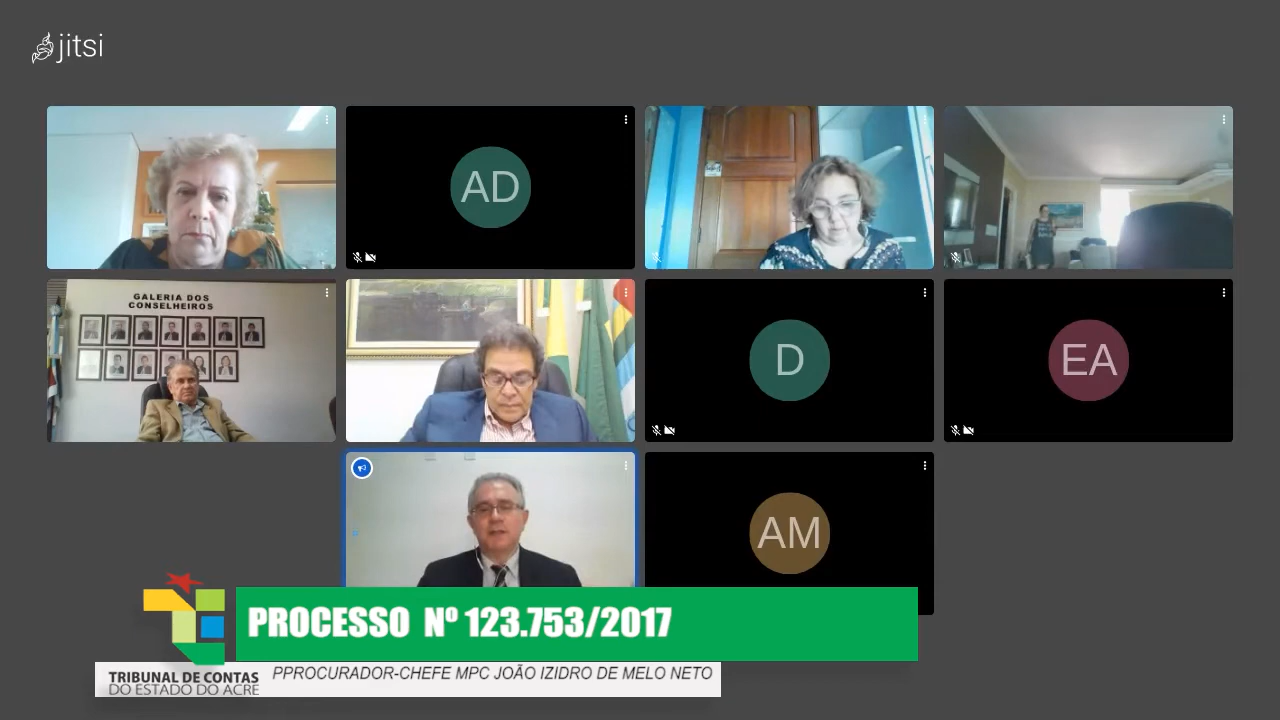 jitsi
AD
GALERIA DOS
CONSELHEIROS
D
EA
AM
PROCESSO Nº 123.753/2017
TRIBUNAL DE CONTAS
DO ESTADO DO ACRE
PPROCURADOR-CHEFE MPC JOÃO IZIDRO DE MELO NETO